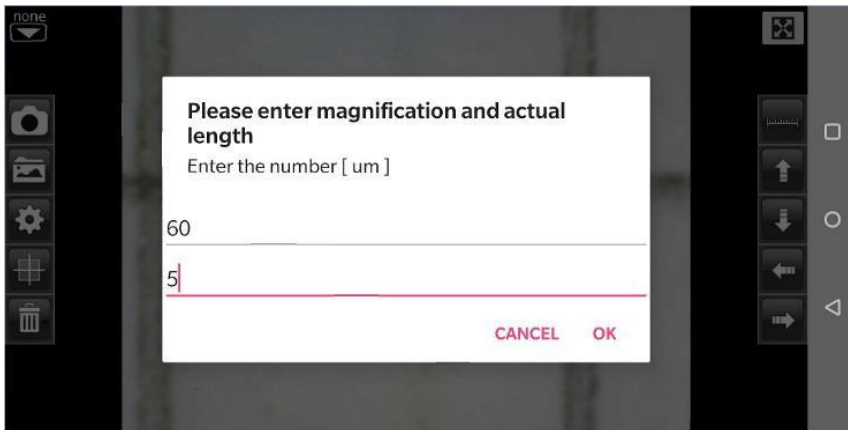 none
Please enter magnification and actual
length
Enter the number [ um ]
60
5
CANCEL OK